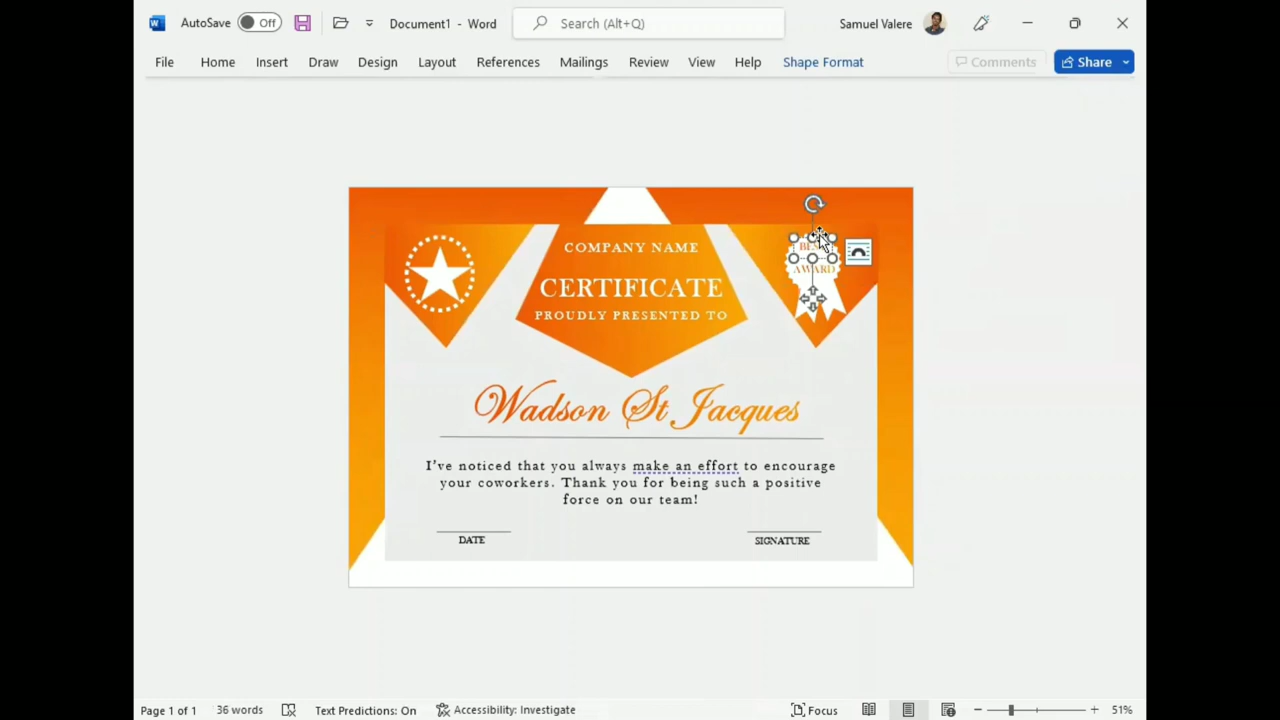 AutoSave Off Document1 - Word Search (Alt+Q) Samuel Valere
File Home Insert Draw Design Layout References Mailings Review View Help Shape Format Comments Share
COMPANY NAME
CERTIFICATE
PROUDLY PRESENTED TO
AWARD
Wadson St Jacques
I've noticed that you always make an effort to encourage
your coworkers. Thank you for being such a positive
force on our team!
DATE
SIGNATURE
Page 1 of 1 36 words Text Predictions: On Accessibility: Investigate Focus 51%